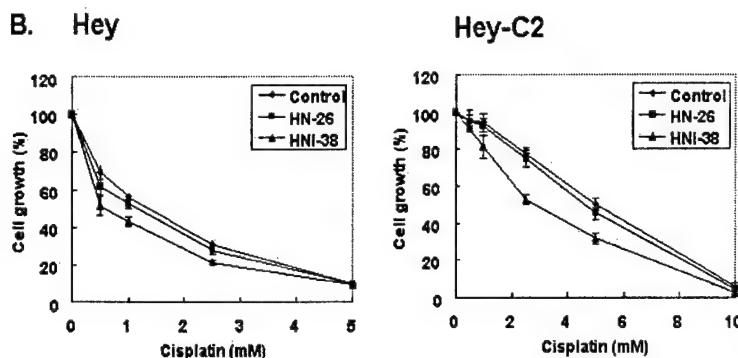 B. Hey
Hey-C2
120
100
80
60
40
20
0
Cell growth (%)
Control
HN-26
HNI-38
0 1 2 3 4 5
Cisplatin (mM)
120
100
80
60
40
20
0
Cell growth (%)
Control
HN-26
HNI-38
0 2 4 6 8 10
Cisplatin (mM)